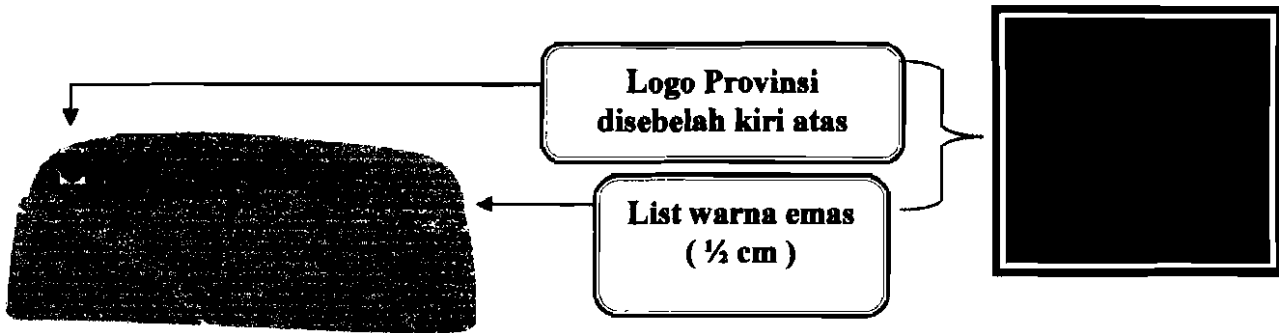 Logo Provinsi
disebelah kiri atas
List warna emas
( ½ cm )